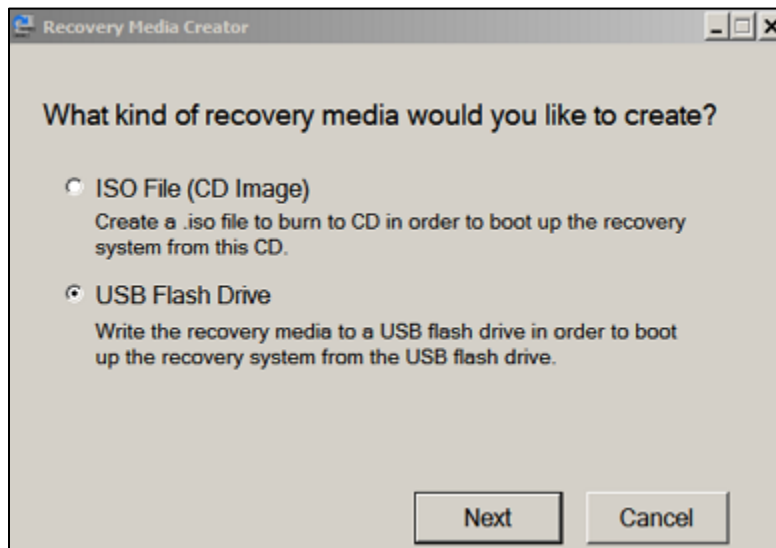 Recovery Media Creator
What kind of recovery media would you like to create?
ISO File (CD Image)
Create a .iso file to burn to CD in order to boot up the recovery
system from this CD.
USB Flash Drive
Write the recovery media to a USB flash drive in order to boot
up the recovery system from the USB flash drive.
Next Cancel